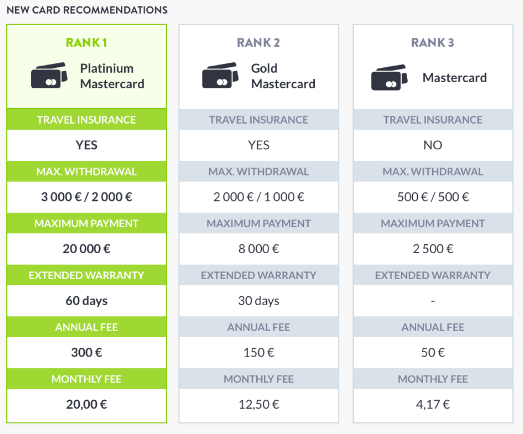 NEW CARD RECOMMENDATIONS
RANK 1
Platinium
Mastercard
TRAVEL INSURANCE
YES
MAX. WITHDRAWAL
3 000 € / 2 000 €
MAXIMUM PAYMENT
20 000 €
EXTENDED WARRANTY
60 days
ANNUAL FEE
300 €
MONTHLY FEE
20,00 €
RANK 2
Gold
Mastercard
TRAVEL INSURANCE
YES
MAX. WITHDRAWAL
2 000 € / 1 000 €
MAXIMUM PAYMENT
8 000 €
EXTENDED WARRANTY
30 days
ANNUAL FEE
150 €
MONTHLY FEE
12,50 €
RANK 3
Mastercard
TRAVEL INSURANCE
NO
MAX. WITHDRAWAL
500 € / 500 €
MAXIMUM PAYMENT
2 500 €
EXTENDED WARRANTY
-
ANNUAL FEE
50 €
MONTHLY FEE
4,17 €